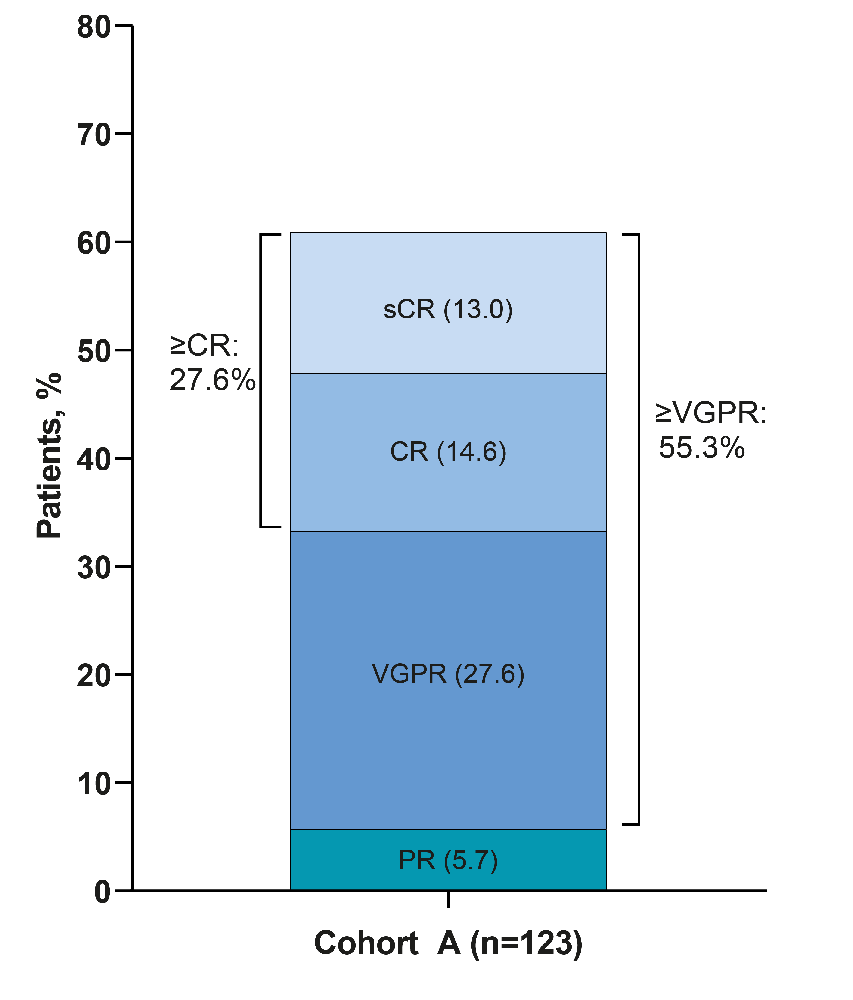 80
70
60
50
40
30
20
10
0
Patients, %
≥CR:
27.6%
sCR (13.0)
CR (14.6)
VGPR (27.6)
PR (5.7)
≥VGPR:
55.3%
Cohort A (n=123)